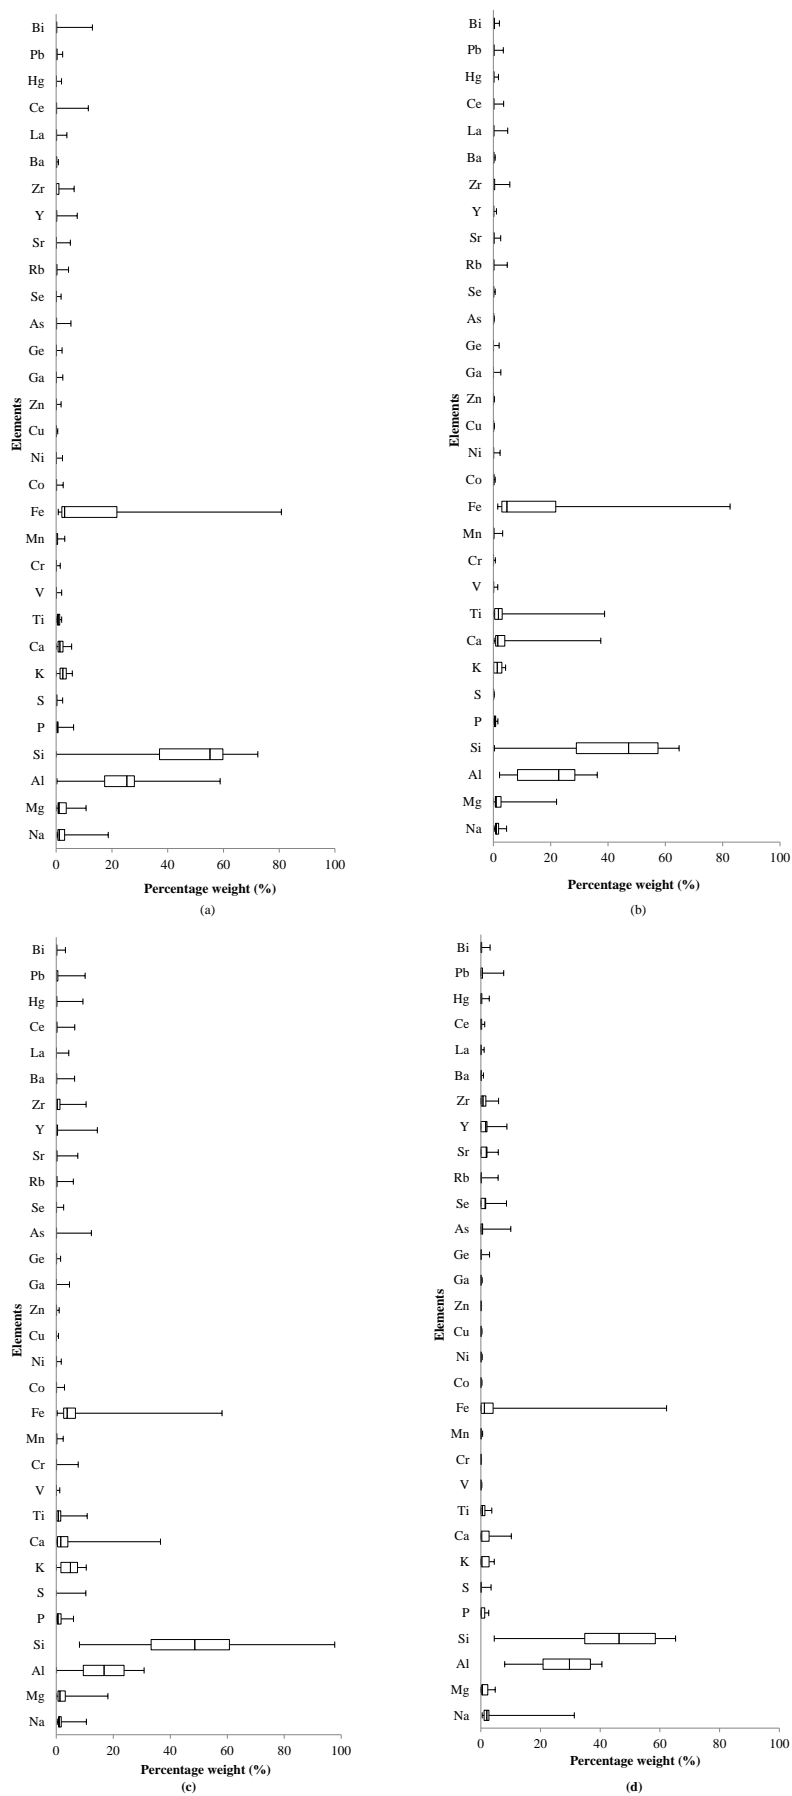 Bi
Pb
Hg
Ce
La
Ba
Zr
Y
Sr
Rb
Se
As
Ge
Ga
Zn
Cu
Ni
Co
Fe
Mn
Cr
V
Ti
Ca
K
S
P
Si
Al
Mg
Na
Elements
0 20 40 60 80 100
Percentage weight (%)
(a)
Bi
Pb
Hg
Ce
La
Ba
Zr
Y
Sr
Rb
Se
As
Ge
Ga
Zn
Cu
Ni
Co
Fe
Mn
Cr
V
Ti
Ca
K
S
P
Si
Al
Mg
Na
Elements
0 20 40 60 80 100
Percentage weight (%)
(b)
Bi
Pb
Hg
Ce
La
Ba
Zr
Y
Sr
Rb
Se
As
Ge
Ga
Zn
Cu
Ni
Co
Fe
Mn
Cr
V
Ti
Ca
K
S
P
Si
Al
Mg
Na
Elements
0 20 40 60 80 100
Percentage weight (%)
(c)
Bi
Pb
Hg
Ce
La
Ba
Zr
Y
Sr
Rb
Se
As
Ge
Ga
Zn
Cu
Ni
Co
Fe
Mn
Cr
V
Ti
Ca
K
S
P
Si
Al
Mg
Na
Elements
0 20 40 60 80 100
Percentage weight (%)
(d)